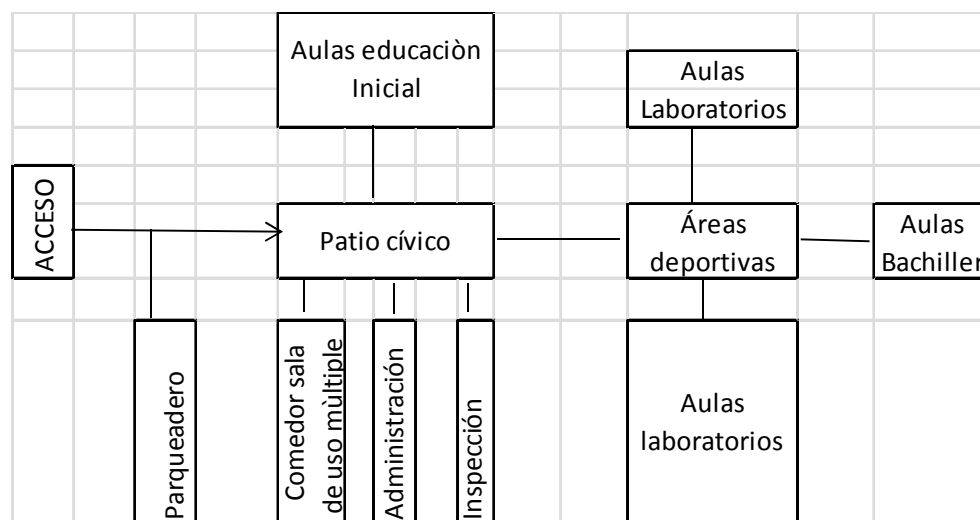 Aulas educaciòn
Inicial
Aulas
Laboratorios
ACCESO
Patio cívico
Áreas
deportivas
Aulas
Bachiller
Parqueadero
Comedor sala
de uso mùltiple
Administración
Inspección
Aulas
laboratorios